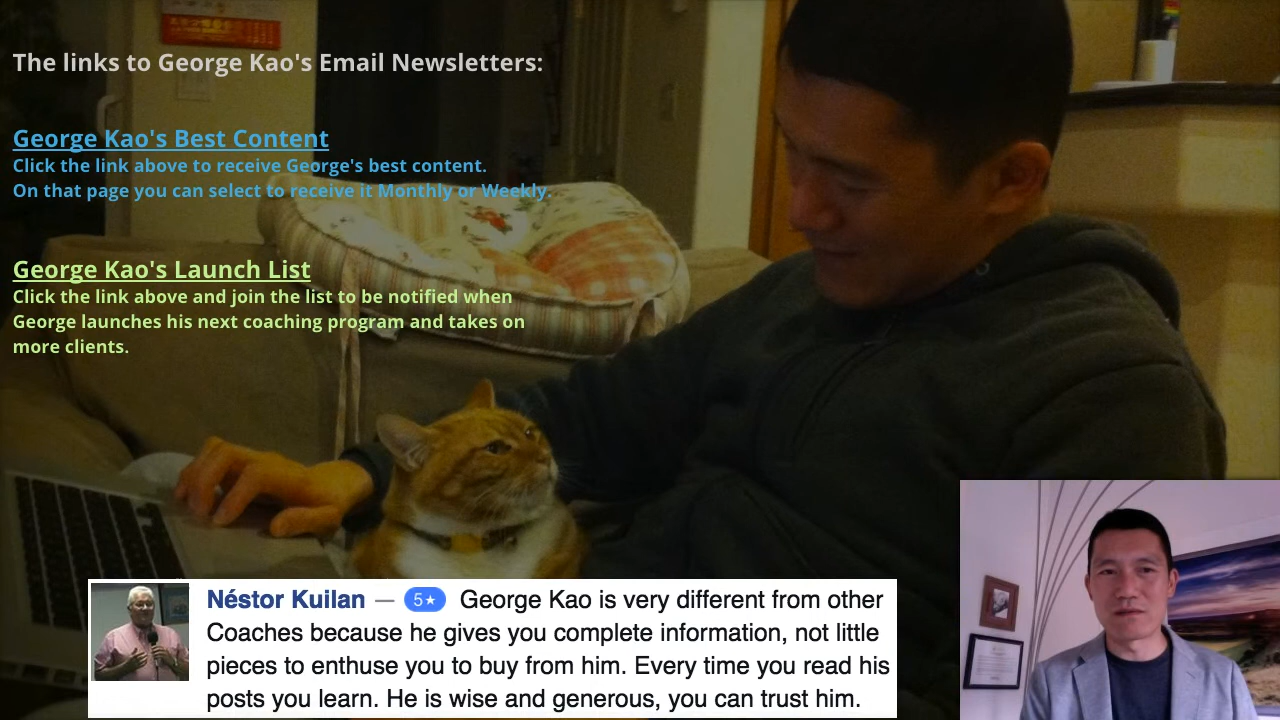 The links to George Kao's Email Newsletters:
George Kao's Best Content
Click the link above to receive George's best content.
On that page you can select to receive it Monthly or Weekly.
George Kao's Launch List
Click the link above and join the list to be notified when
George launches his next coaching program and takes on
more clients.
Néstor Kuilan — 5★ George Kao is very different from other
Coaches because he gives you complete information, not little
pieces to enthuse you to buy from him. Every time you read his
posts you learn. He is wise and generous, you can trust him.